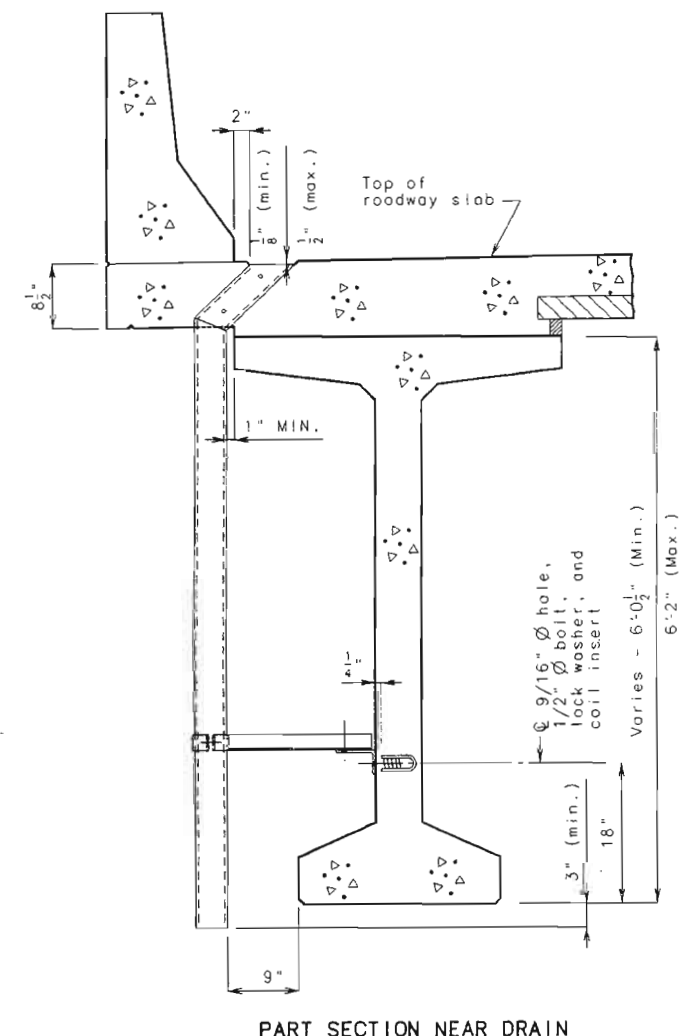 2"
1/8" (min.)
1/2" (max.)
Top of
roadway slab
8 1/2"
1" MIN.
1/4"
℄ 9/16" Ø hole,
1/2" Ø bolt,
lock washer, and
coil insert
Varies - 6'-0 1/2" (Min.)
6'-2" (Max.)
3" (min.)
18"
9"
PART SECTION NEAR DRAIN